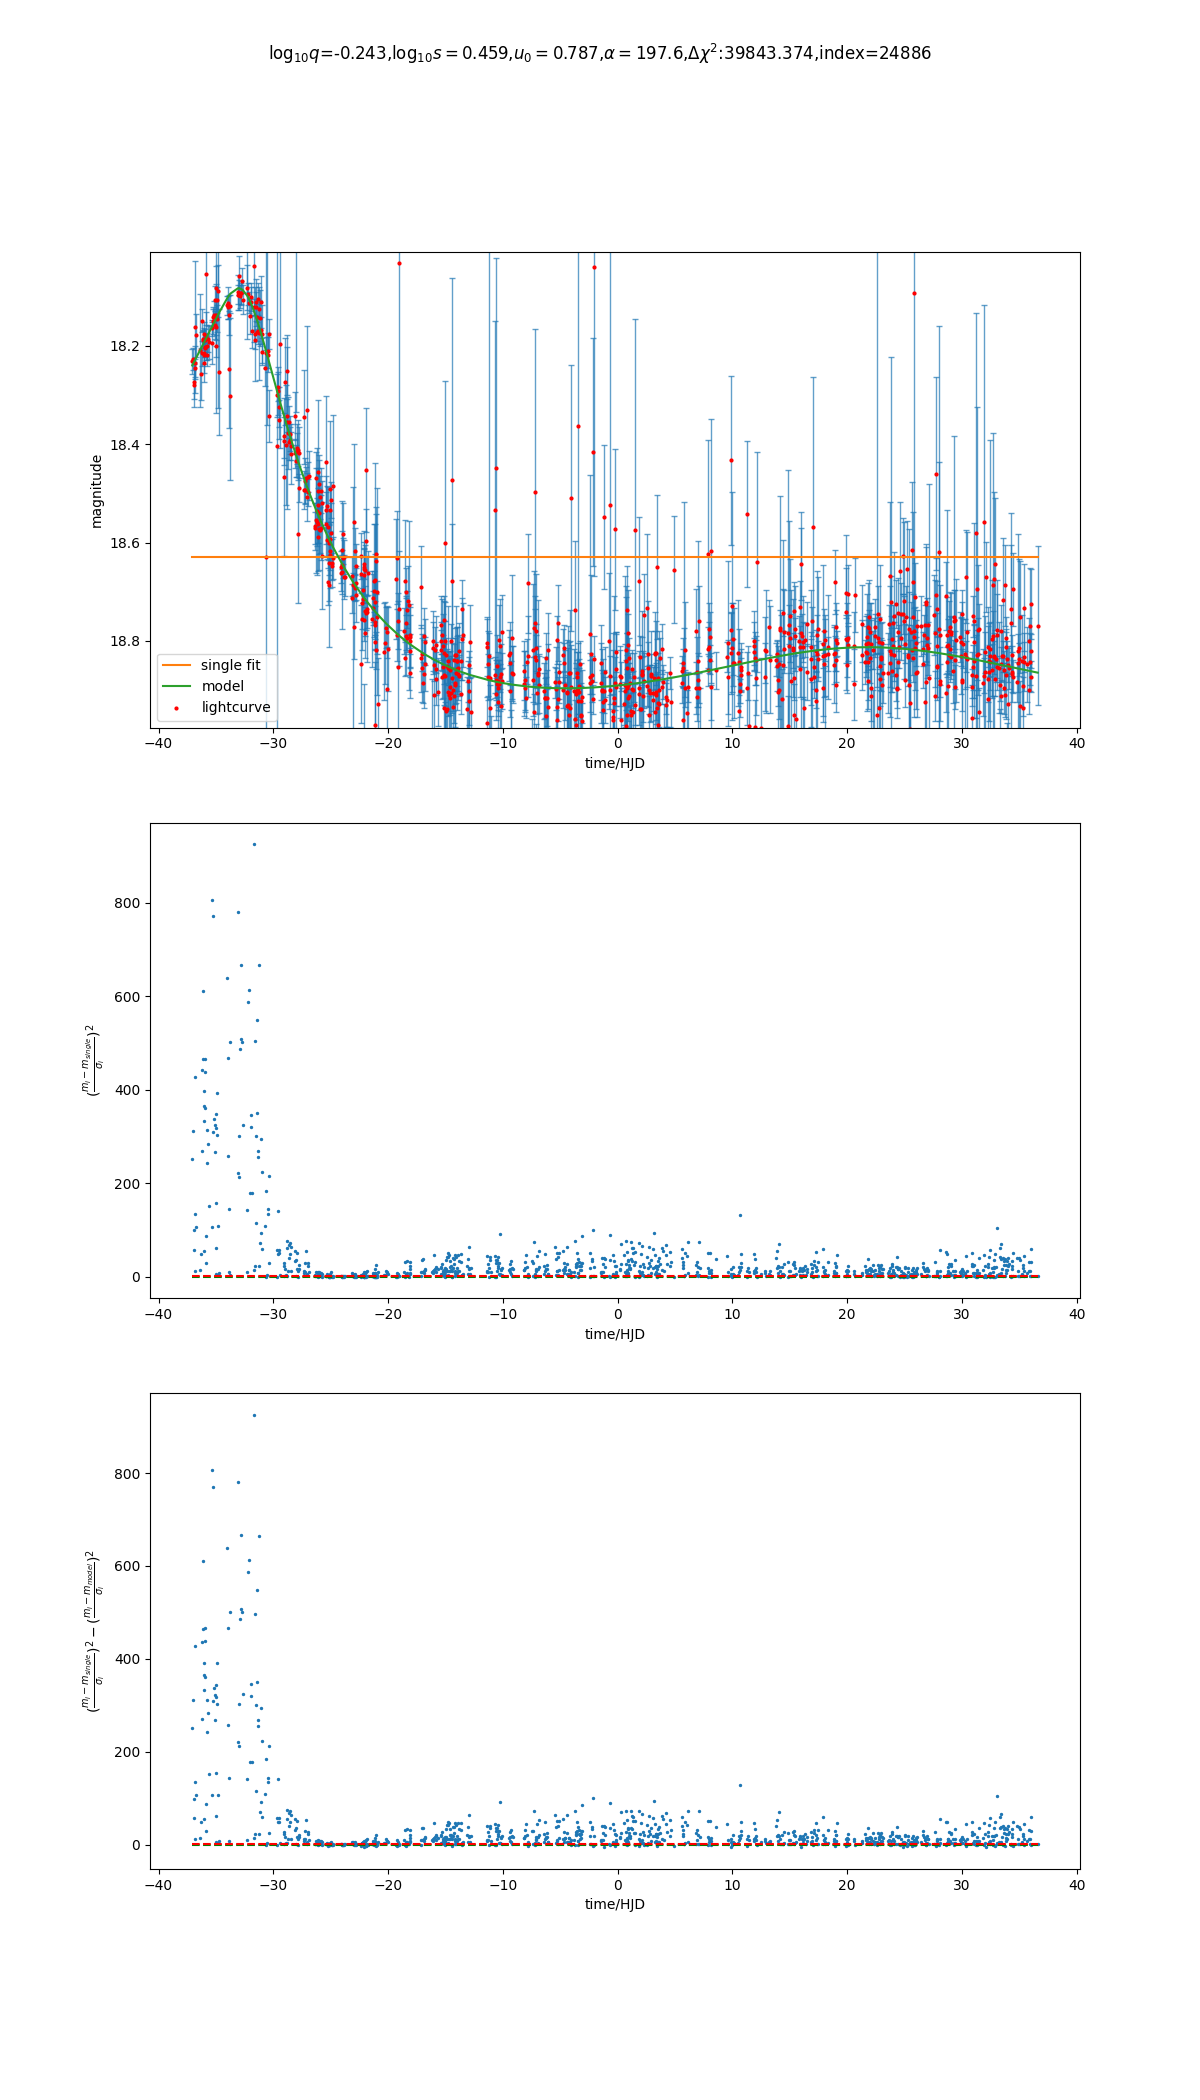 log₁₀q=-0.243,log₁₀s = 0.459,u₀ = 0.787,α = 197.6,Δχ²:39843.374,index=24886
18.2
18.4
18.6
18.8
magnitude
single fit
model
lightcurve
−40 −30 −20 −10 0 10 20 30 40
time/HJD
800
600
400
200
0
(mᵢ − m_single / σᵢ)²
−40 −30 −20 −10 0 10 20 30 40
time/HJD
800
600
400
200
0
(mᵢ − m_single / σᵢ)² − (mᵢ − m_model / σᵢ)²
−40 −30 −20 −10 0 10 20 30 40
time/HJD